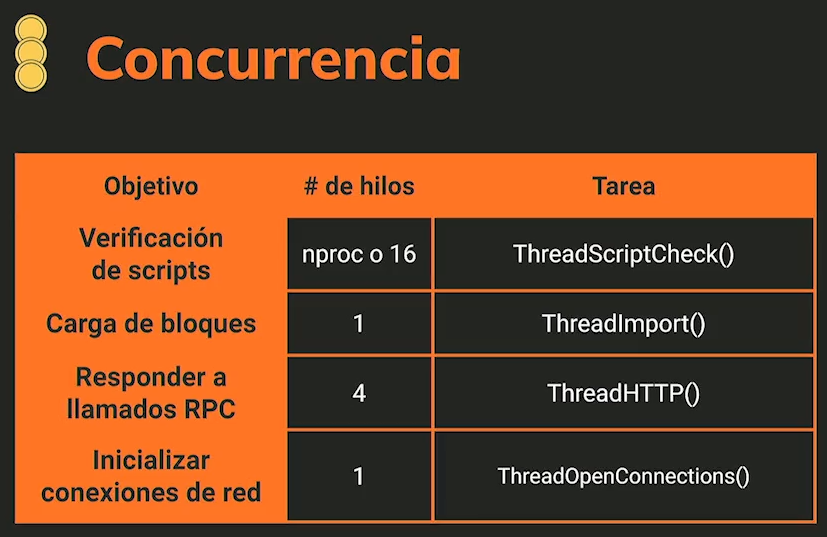 Concurrencia
Objetivo # de hilos Tarea
Verificación
de scripts
nproc o 16 ThreadScriptCheck()
Carga de bloques 1 ThreadImport()
Responder a
llamados RPC
4 ThreadHTTP()
Inicializar
conexiones de red
1 ThreadOpenConnections()